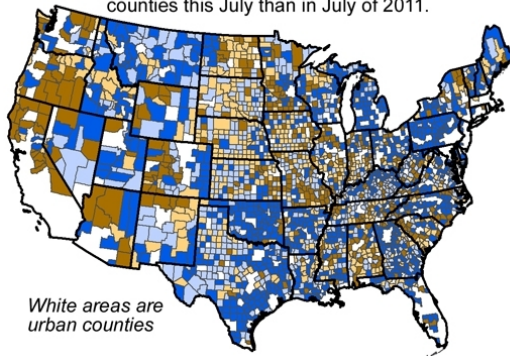 counties this July than in July of 2011.
White areas are
urban counties